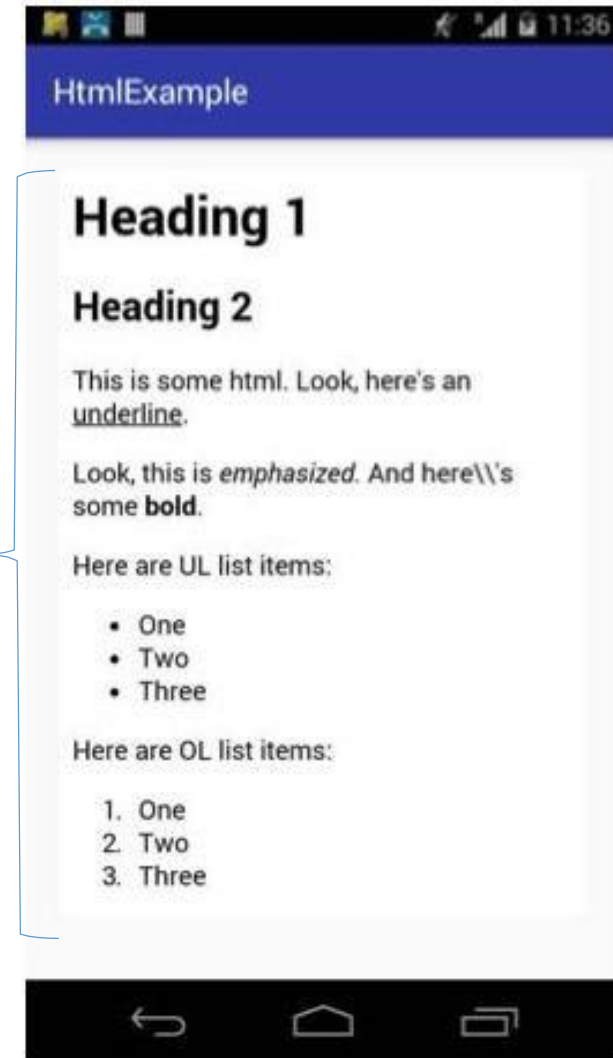 11:36
HtmlExample
Heading 1
Heading 2
This is some html. Look, here's an
underline.
Look, this is emphasized. And here\\'s
some bold.
Here are UL list items:
• One
• Two
• Three
Here are OL list items:
1. One
2. Two
3. Three